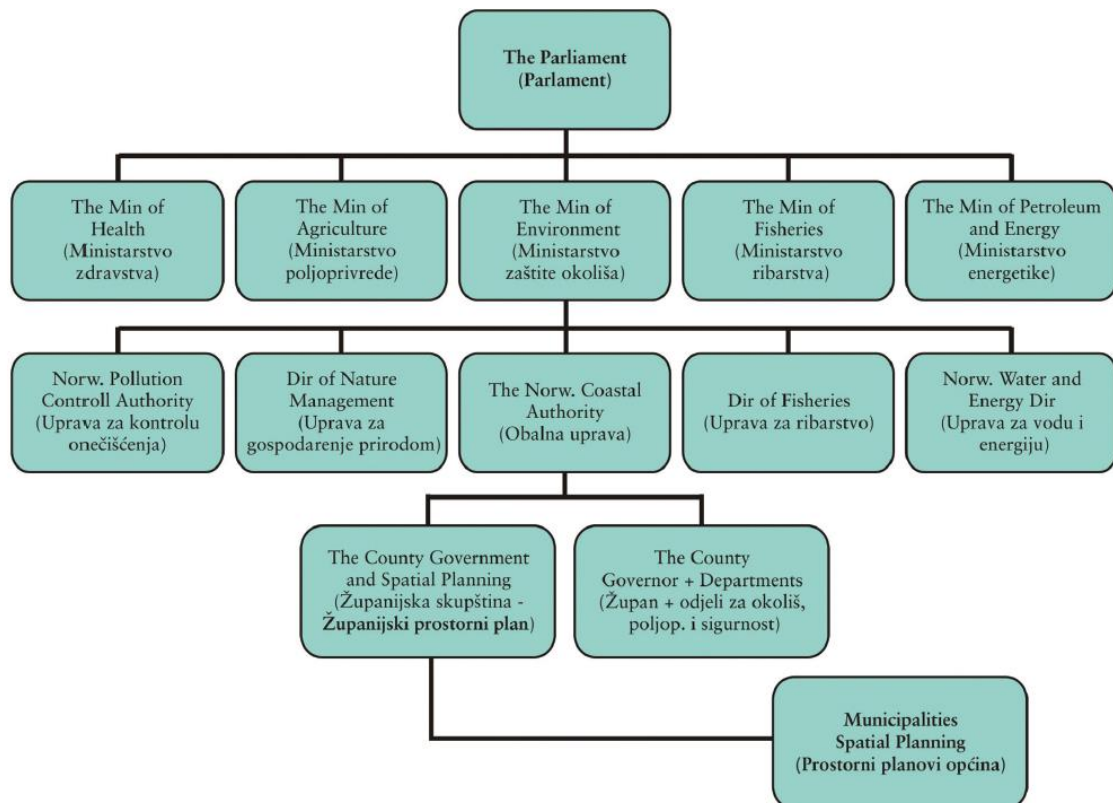 The Parliament
(Parlament)
The Min of
Health
(Ministarstvo
zdravstva)
The Min of
Agriculture
(Ministarstvo
poljoprivrede)
The Min of
Environment
(Ministarstvo
zaštite okoliša)
The Min of
Fisheries
(Ministarstvo
ribarstva)
The Min of Petroleum
and Energy
(Ministarstvo
energetike)
Norw. Pollution
Controll Authority
(Uprava za kontrolu
onečišćenja)
Dir of Nature
Management
(Uprava za
gospodarenje prirodom)
The Norw. Coastal
Authority
(Obalna uprava)
Dir of Fisheries
(Uprava za ribarstvo)
Norw. Water and
Energy Dir
(Uprava za vodu i
energiju)
The County Government
and Spatial Planning
(Županijska skupština -
Županijski prostorni plan)
The County
Governor + Departments
(Župan + odjeli za okoliš,
poljop. i sigurnost)
Municipalities
Spatial Planning
(Prostorni planovi općina)